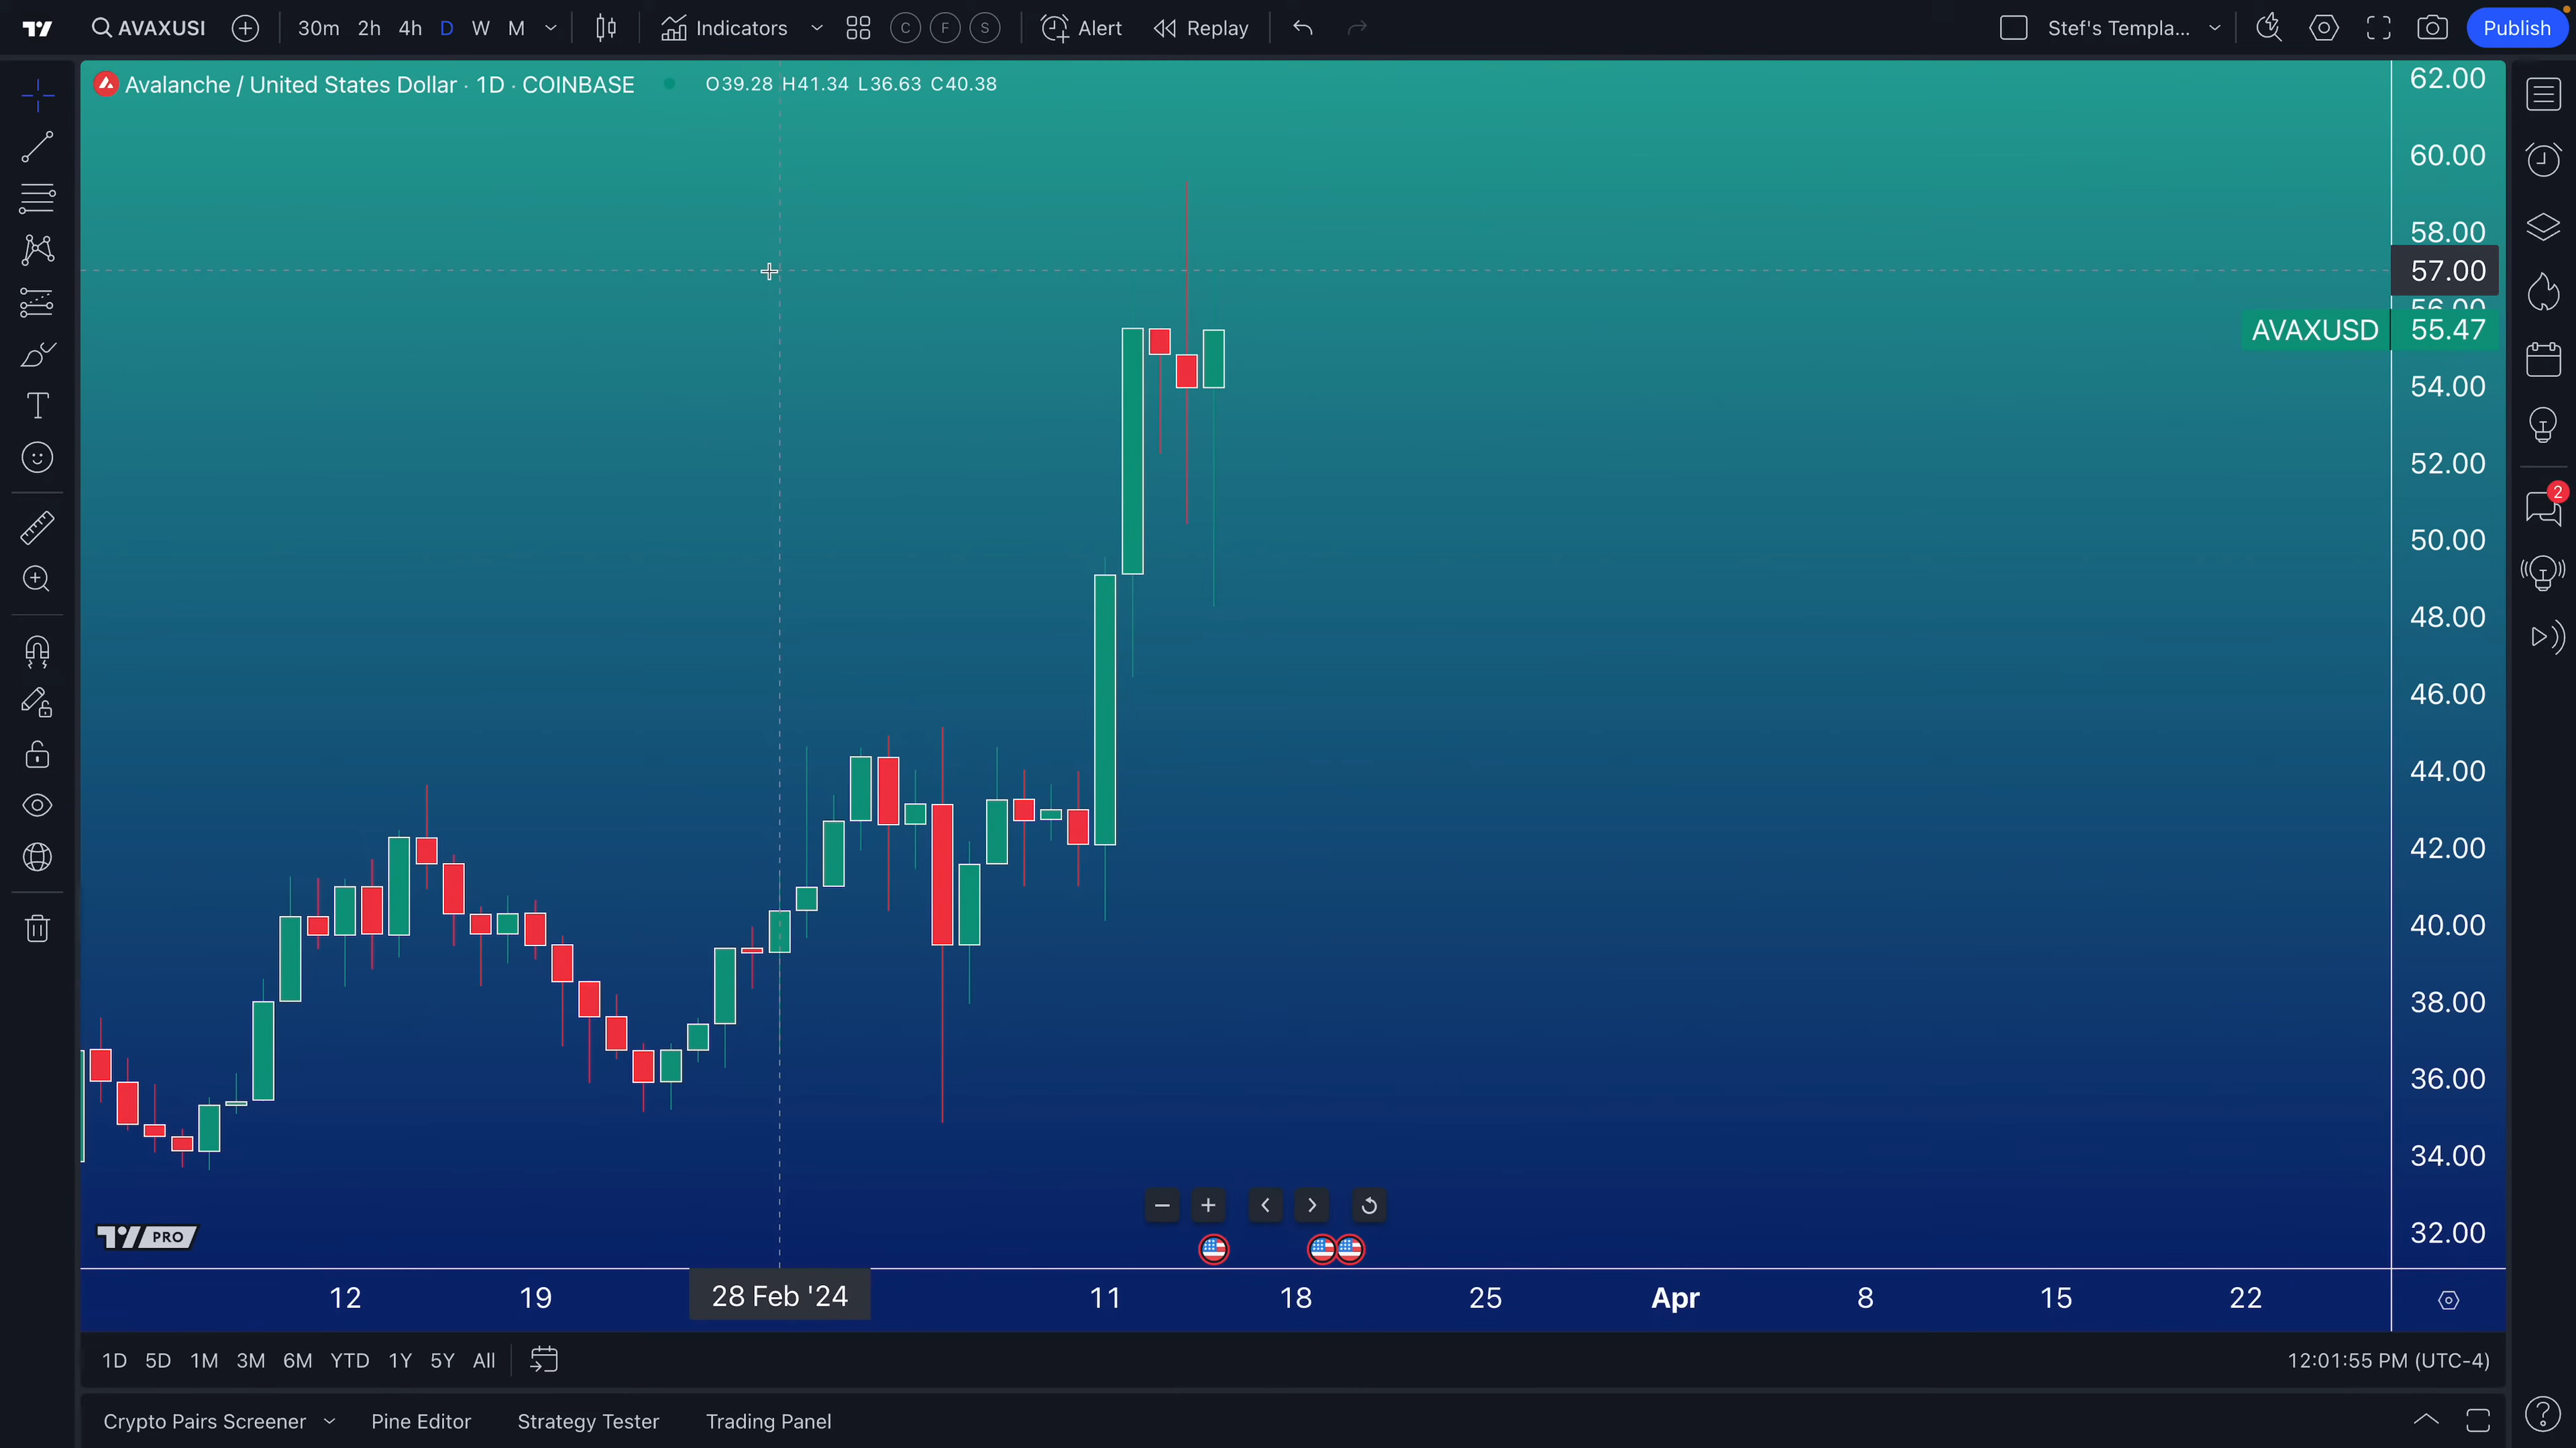 AVAXUSI 30m 2h 4h D W M Indicators C F S Alert Replay Stef's Templa... Publish
Avalanche / United States Dollar · 1D · COINBASE O39.28 H41.34 L36.63 C40.38
62.00
60.00
58.00
57.00
56.00
AVAXUSD 55.47
54.00
52.00
2
50.00
48.00
46.00
44.00
42.00
40.00
38.00
36.00
34.00
32.00
PRO
12 19 28 Feb '24 11 18 25 Apr 8 15 22
1D 5D 1M 3M 6M YTD 1Y 5Y All 12:01:55 PM (UTC-4)
Crypto Pairs Screener Pine Editor Strategy Tester Trading Panel